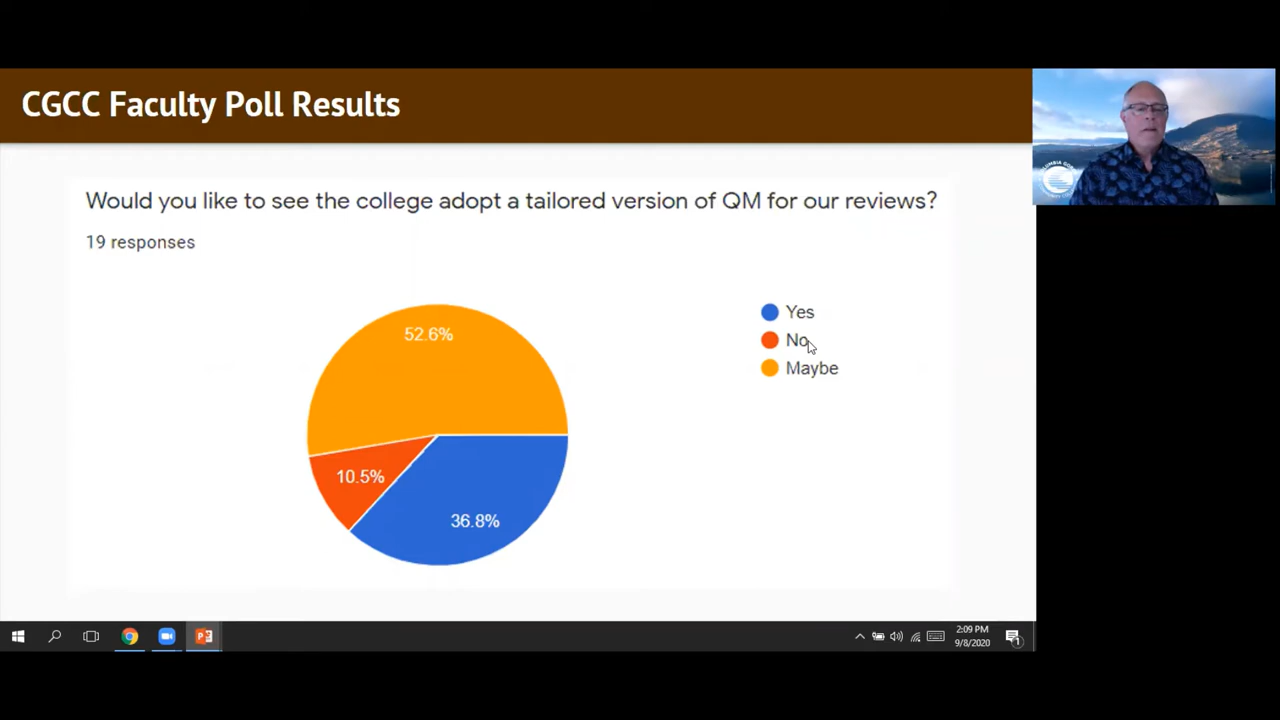 CGCC Faculty Poll Results
Would you like to see the college adopt a tailored version of QM for our reviews?
19 responses
52.6%
10.5%
36.8%
Yes
No
Maybe
2:09 PM
9/8/2020
1